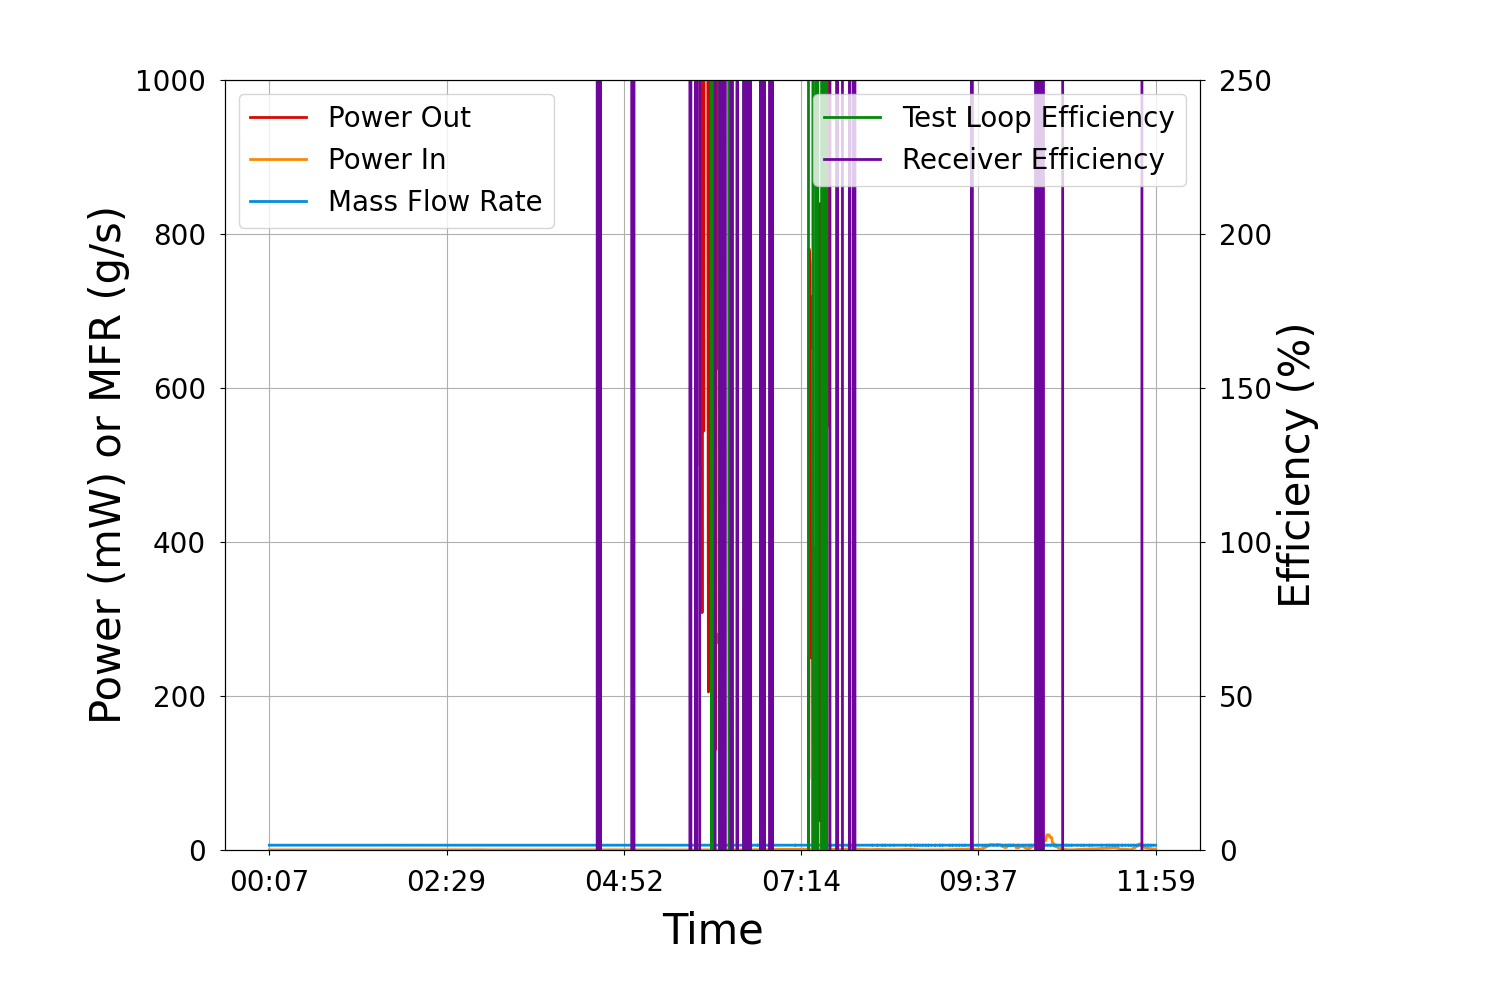 1000
800
600
400
200
0
Power (mW) or MFR (g/s)
Power Out
Power In
Mass Flow Rate
Test Loop Efficiency
Receiver Efficiency
250
200
150
100
50
0
Efficiency (%)
00:07 02:29 04:52 07:14 09:37 11:59
Time